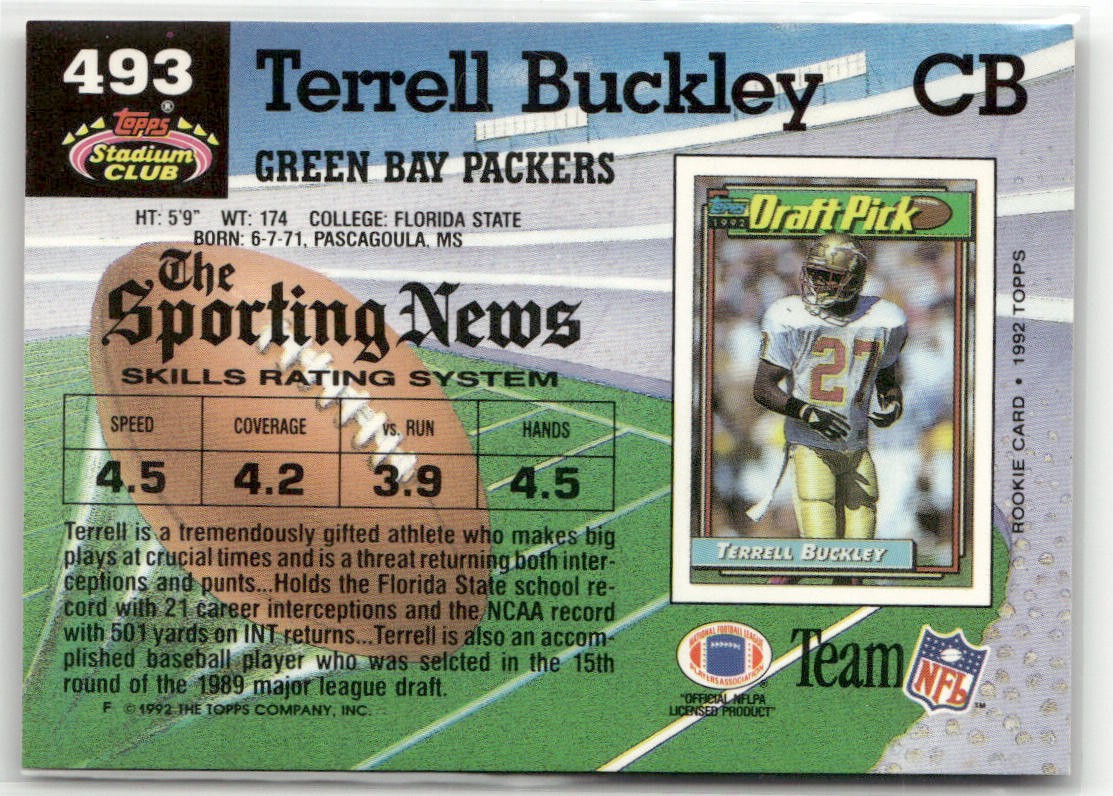 493
Topps®
Stadium
CLUB
Terrell Buckley CB
GREEN BAY PACKERS
HT: 5'9" WT: 174 COLLEGE: FLORIDA STATE
BORN: 6-7-71, PASCAGOULA, MS
The
Sporting News
SKILLS RATING SYSTEM
SPEED COVERAGE vs. RUN HANDS
4.5 4.2 3.9 4.5
Terrell is a tremendously gifted athlete who makes big
plays at crucial times and is a threat returning both inter-
ceptions and punts...Holds the Florida State school re-
cord with 21 career interceptions and the NCAA record
with 501 yards on INT returns...Terrell is also an accom-
plished baseball player who was selcted in the 15th
round of the 1989 major league draft.
F © 1992 THE TOPPS COMPANY, INC.
Topps
1992
Draft Pick
27
TERRELL BUCKLEY
ROOKIE CARD • 1992 TOPPS
NATIONAL FOOTBALL LEAGUE
PLAYERS ASSOCIATION
®
"OFFICIAL NFLPA
LICENSED PRODUCT"
Team NFL™